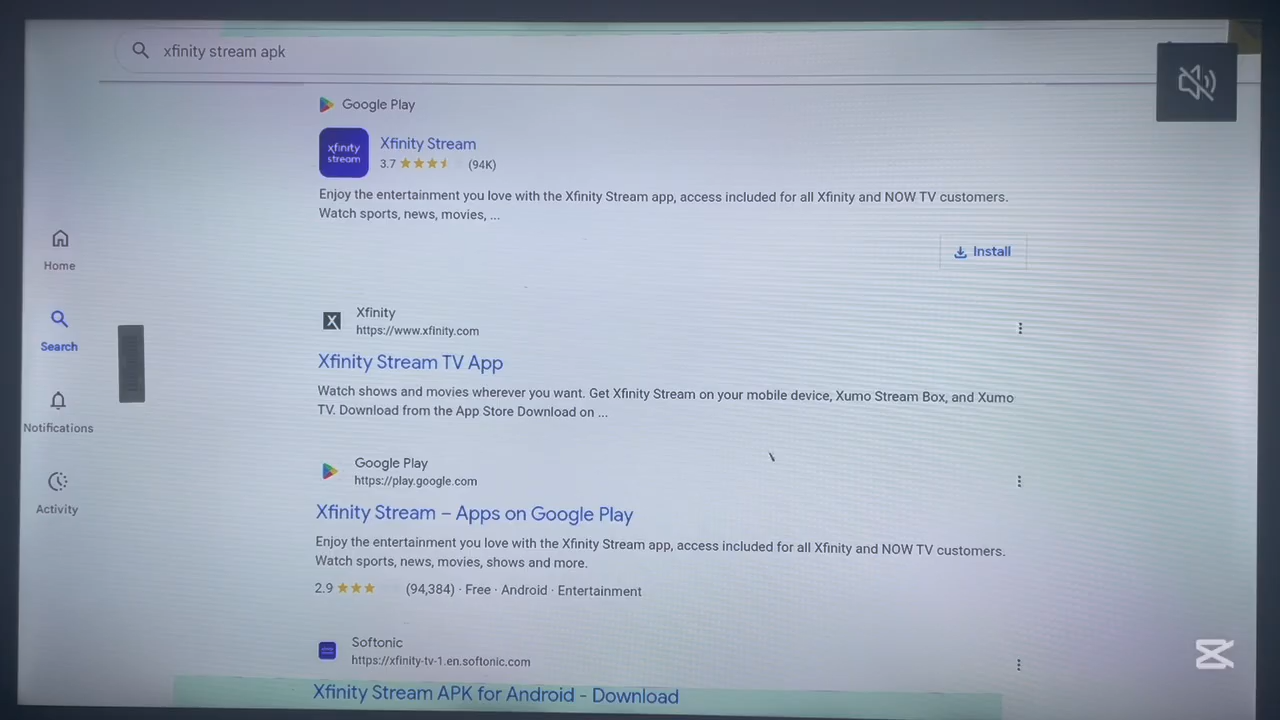 xfinity stream apk
Google Play
xfinity
stream
Xfinity Stream
3.7 (94K)
Enjoy the entertainment you love with the Xfinity Stream app, access included for all Xfinity and NOW TV customers.
Watch sports, news, movies, ...
Install
Home
Search
Notifications
Activity
Xfinity
https://www.xfinity.com
Xfinity Stream TV App
Watch shows and movies wherever you want. Get Xfinity Stream on your mobile device, Xumo Stream Box, and Xumo
TV. Download from the App Store Download on ...
Google Play
https://play.google.com
Xfinity Stream – Apps on Google Play
Enjoy the entertainment you love with the Xfinity Stream app, access included for all Xfinity and NOW TV customers.
Watch sports, news, movies, shows and more.
2.9 (94,384) · Free · Android · Entertainment
Softonic
https://xfinity-tv-1.en.softonic.com
Xfinity Stream APK for Android - Download